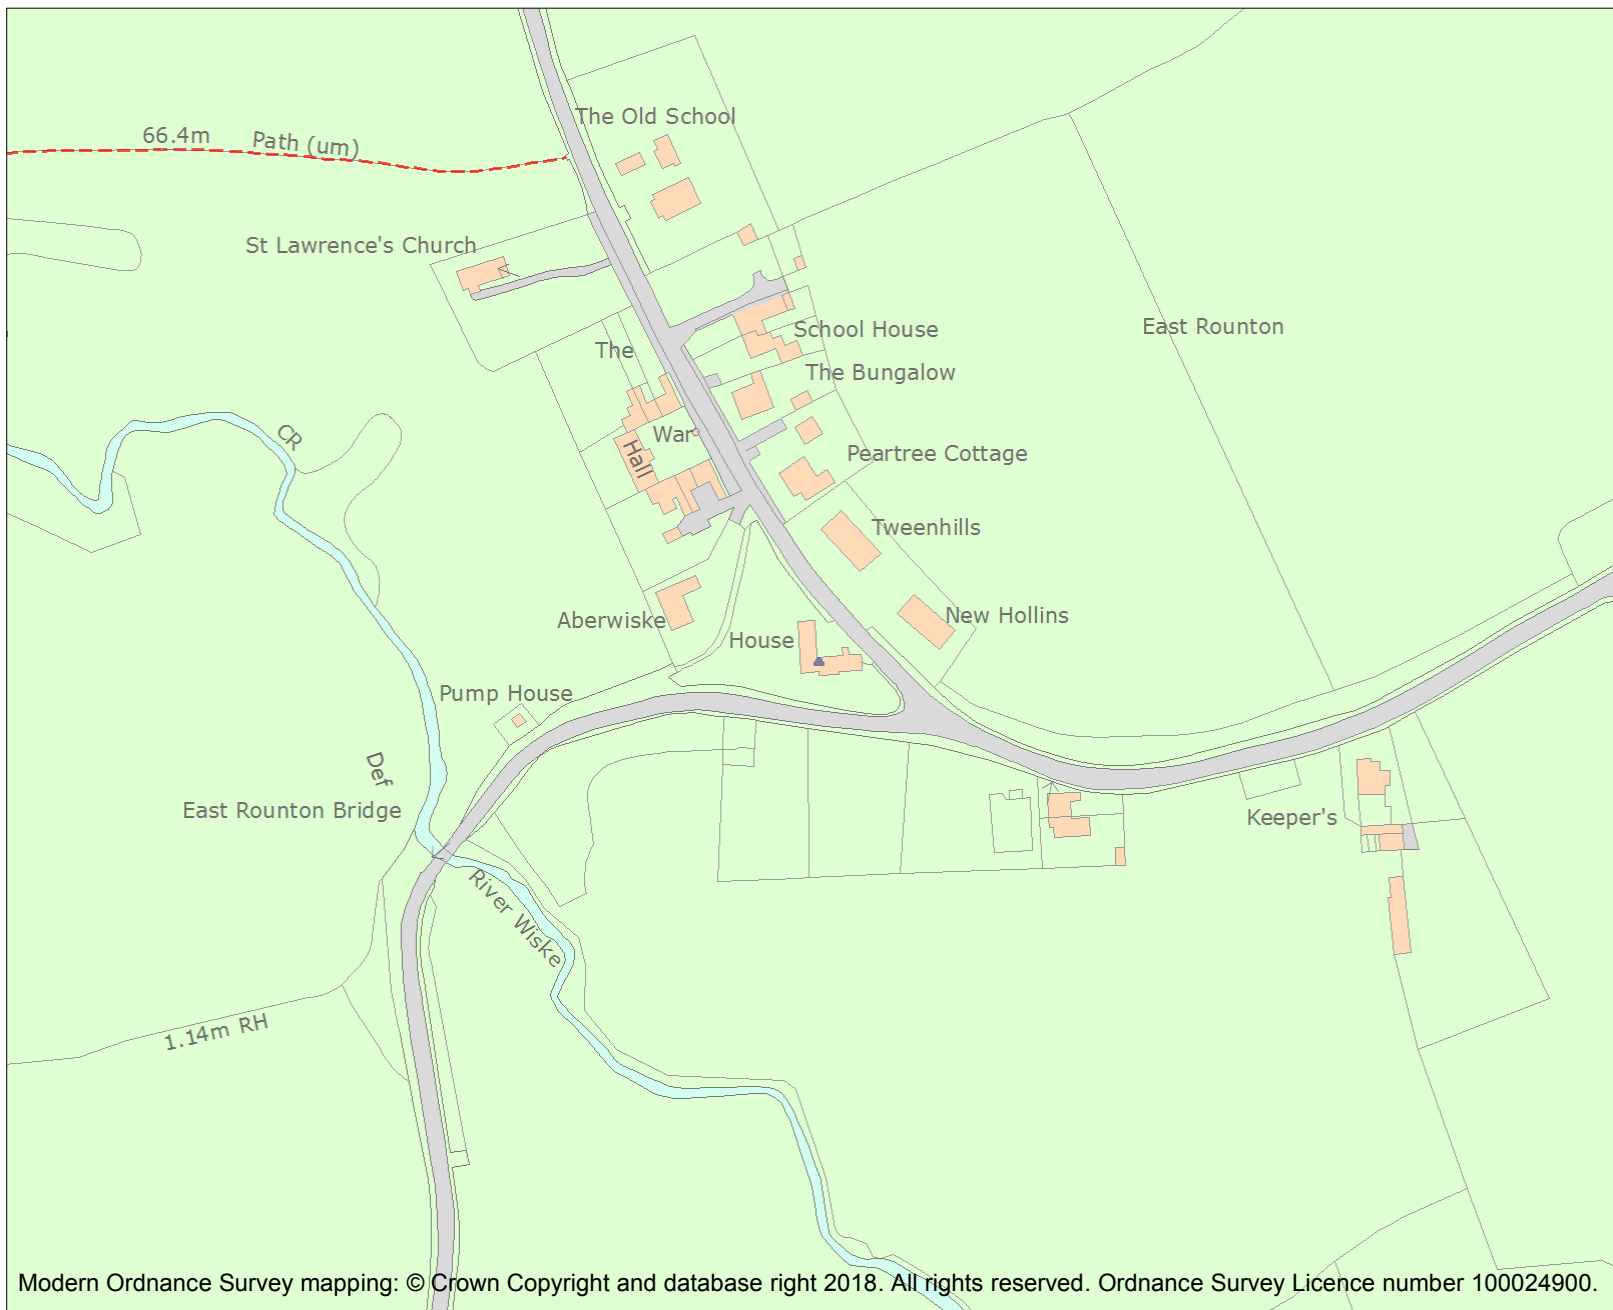 The Old School
66.4m
Path (um)
St Lawrence's Church
School House
East Rounton
The
The Bungalow
CR
War
Hall
Peartree Cottage
Tweenhills
Aberwiske
New Hollins
House
Pump House
Def
East Rounton Bridge
Keeper's
River Wiske
1.14m RH
Modern Ordnance Survey mapping: © Crown Copyright and database right 2018. All rights reserved. Ordnance Survey Licence number 100024900.